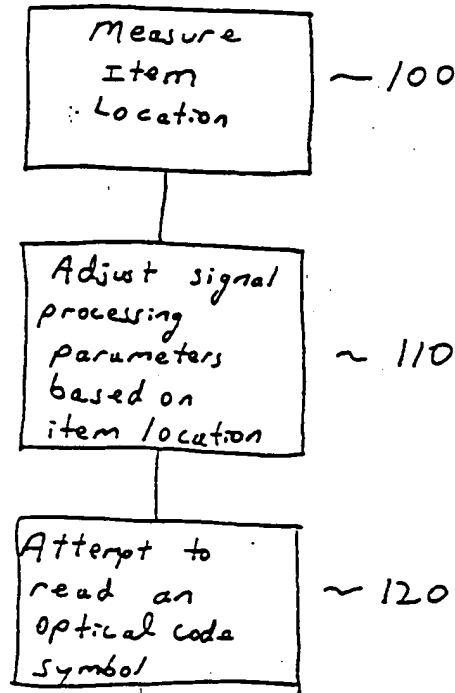 Measure
Item
Location
~ 100
Adjust signal
processing
parameters
based on
item location
~ 110
Attempt to
read an
optical code
symbol
~ 120